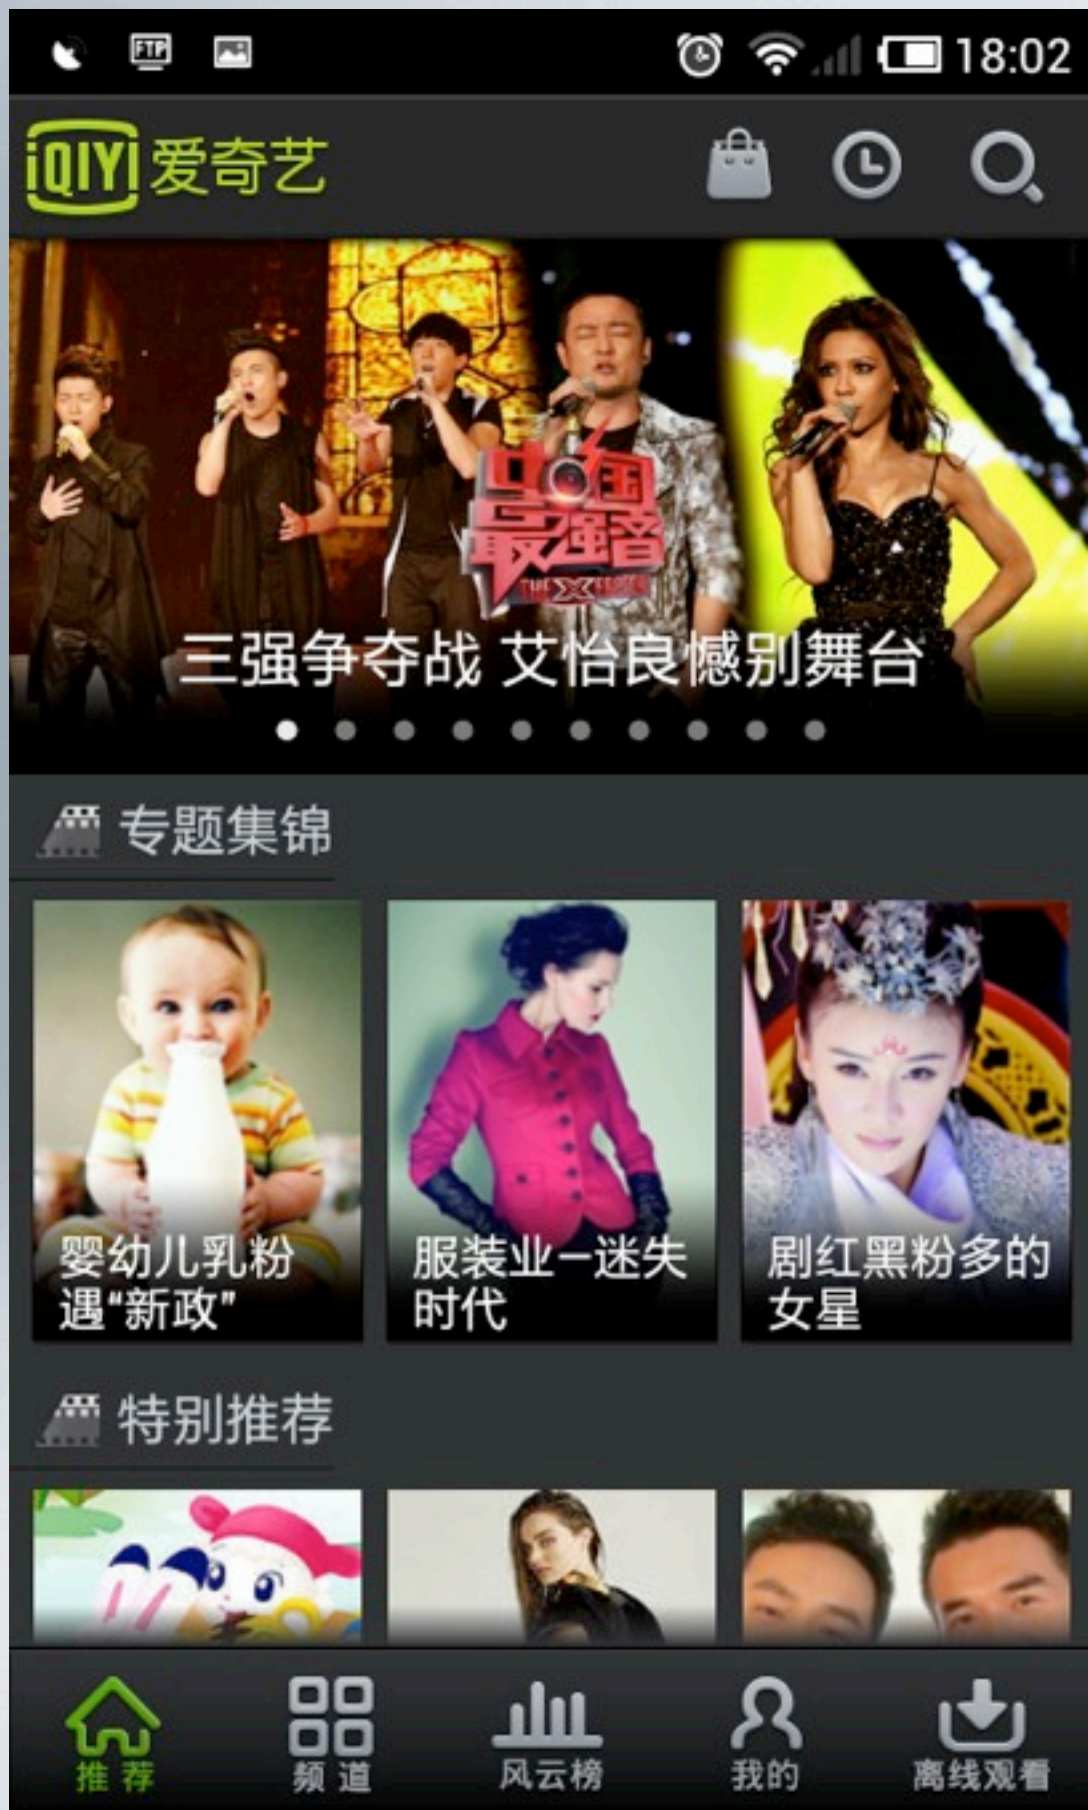 FTP
18:02
iQIYI 爱奇艺
中国
最强音
THE X FACTOR
三强争夺战 艾怡良憾别舞台
专题集锦
婴幼儿乳粉
遇“新政”
服装业—迷失
时代
剧红黑粉多的
女星
特别推荐
推荐
频道
风云榜
我的
离线观看